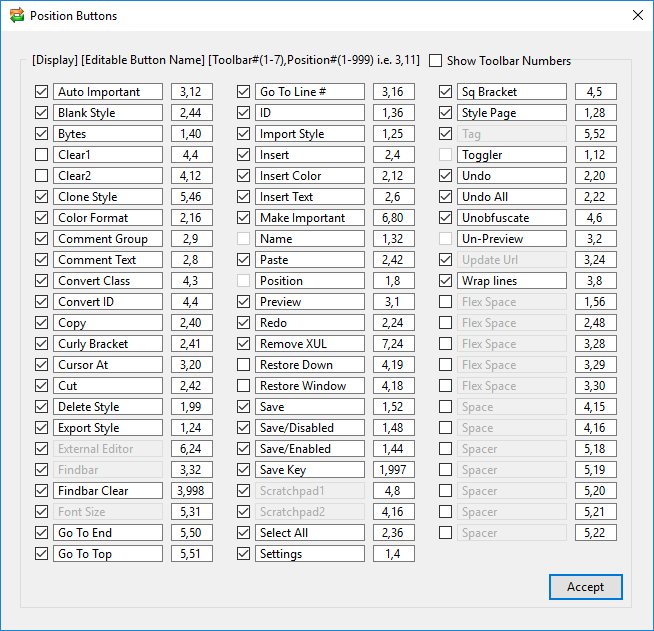 Position Buttons
[Display] [Editable Button Name] [Toolbar#(1-7),Position#(1-999) i.e. 3,11] Show Toolbar Numbers
Auto Important 3,12
Blank Style 2,44
Bytes 1,40
Clear1 4,4
Clear2 4,12
Clone Style 5,46
Color Format 2,16
Comment Group 2,9
Comment Text 2,8
Convert Class 4,3
Convert ID 4,4
Copy 2,40
Curly Bracket 2,41
Cursor At 3,20
Cut 2,42
Delete Style 1,99
Export Style 1,24
External Editor 6,24
Findbar 3,32
Findbar Clear 3,998
Font Size 5,31
Go To End 5,50
Go To Top 5,51
Go To Line # 3,16
ID 1,36
Import Style 1,25
Insert 2,4
Insert Color 2,12
Insert Text 2,6
Make Important 6,80
Name 1,32
Paste 2,42
Position 1,8
Preview 3,1
Redo 2,24
Remove XUL 7,24
Restore Down 4,19
Restore Window 4,18
Save 1,52
Save/Disabled 1,48
Save/Enabled 1,44
Save Key 1,997
Scratchpad1 4,8
Scratchpad2 4,16
Select All 2,36
Settings 1,4
Sq Bracket 4,5
Style Page 1,28
Tag 5,52
Toggler 1,12
Undo 2,20
Undo All 2,22
Unobfuscate 4,6
Un-Preview 3,2
Update Url 3,24
Wrap lines 3,8
Flex Space 1,56
Flex Space 2,48
Flex Space 3,28
Flex Space 3,29
Flex Space 3,30
Space 4,15
Space 4,16
Spacer 5,18
Spacer 5,19
Spacer 5,20
Spacer 5,21
Spacer 5,22
Accept